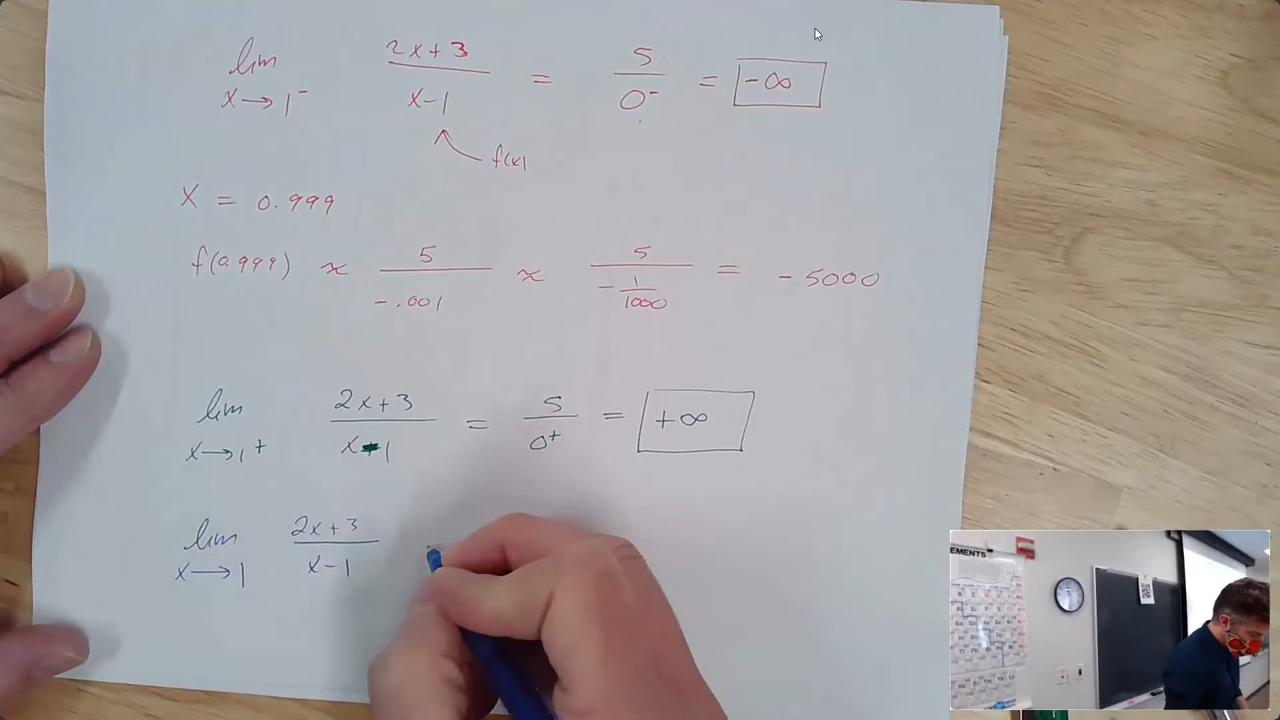 lim x→1⁻ (2x+3)/(x-1) = 5/0⁻ = -∞
f(x)
x = 0.999
f(0.999) ≈ 5/-.001 ≈ 5/(-1/1000) = -5000
lim x→1⁺ (2x+3)/(x-1) = 5/0⁺ = +∞
lim x→1 (2x+3)/(x-1)
EMENTS